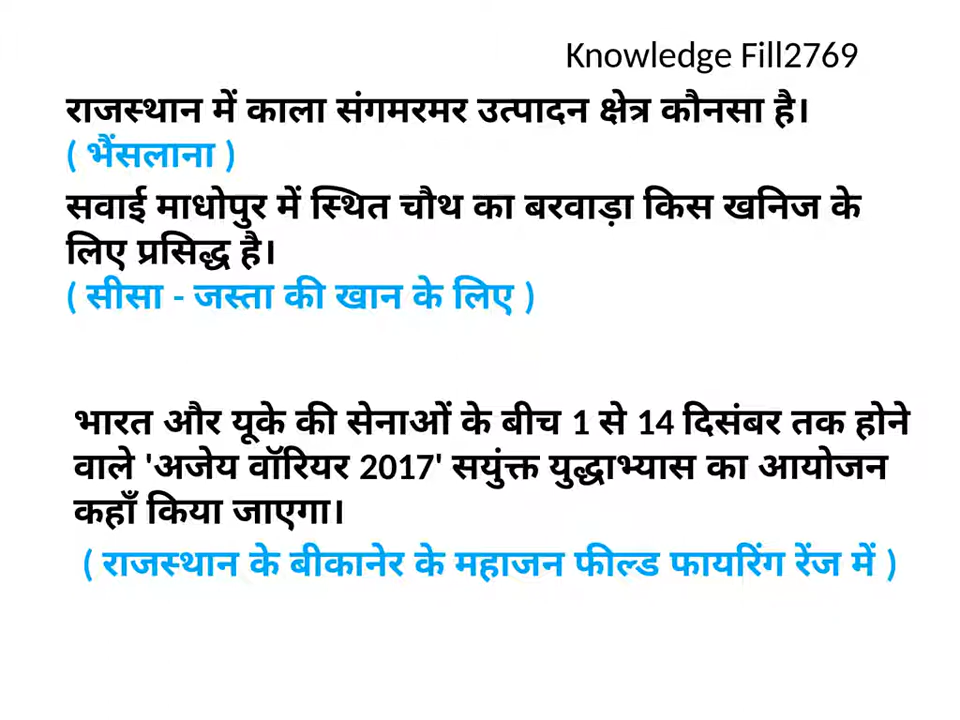 Knowledge Fill2769
राजस्थान में काला संगमरमर उत्पादन क्षेत्र कौनसा है।
( भैंसलाना )
सवाई माधोपुर में स्थित चौथ का बरवाड़ा किस खनिज के
लिए प्रसिद्ध है।
( सीसा - जस्ता की खान के लिए )
भारत और यूके की सेनाओं के बीच 1 से 14 दिसंबर तक होने
वाले 'अजेय वॉरियर 2017' सयुंक्त युद्धाभ्यास का आयोजन
कहाँ किया जाएगा।
( राजस्थान के बीकानेर के महाजन फील्ड फायरिंग रेंज में )